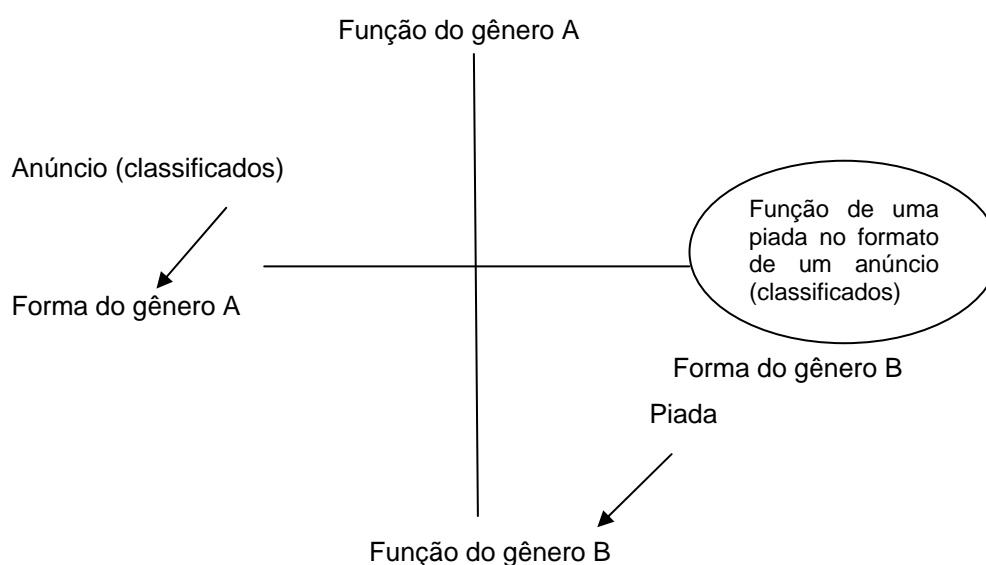 Função do gênero A
Anúncio (classificados)
Função de uma
piada no formato
de um anúncio
(classificados)
Forma do gênero A
Forma do gênero B
Piada
Função do gênero B